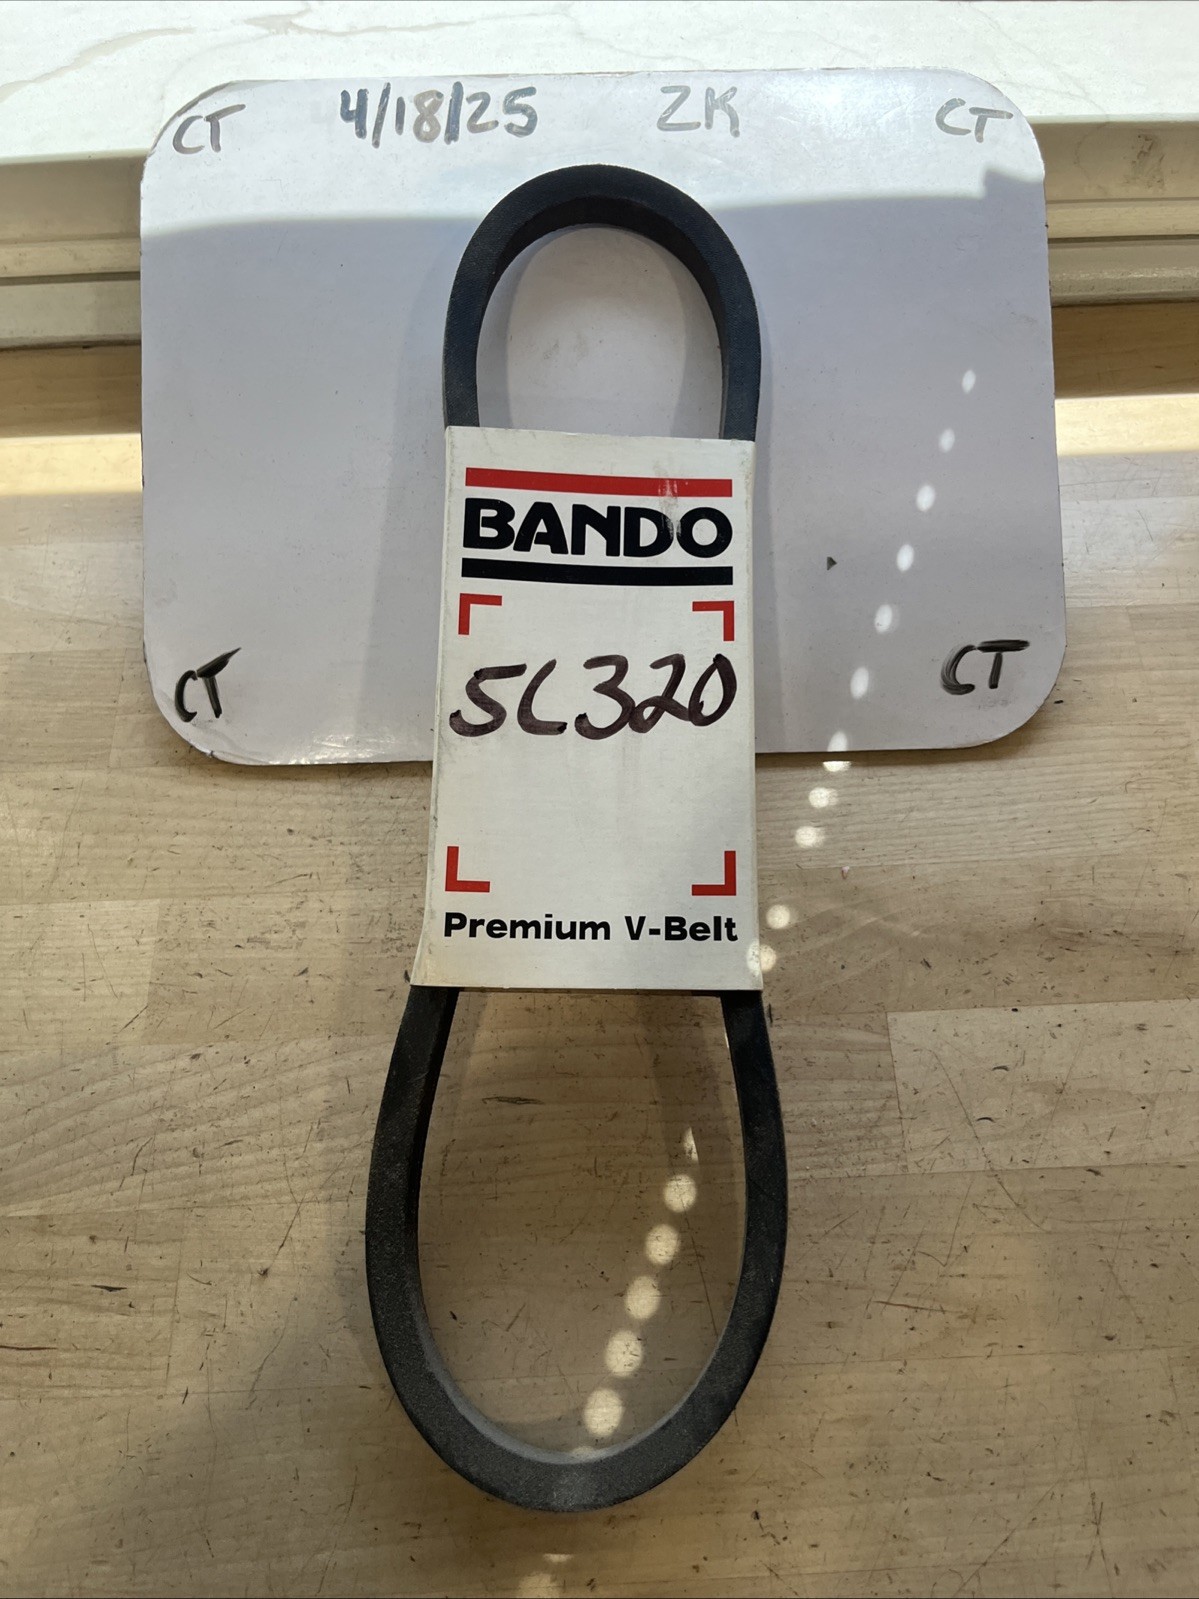 CT 4/18/25 ZK CT
BANDO
5L320
CT CT
Premium V-Belt